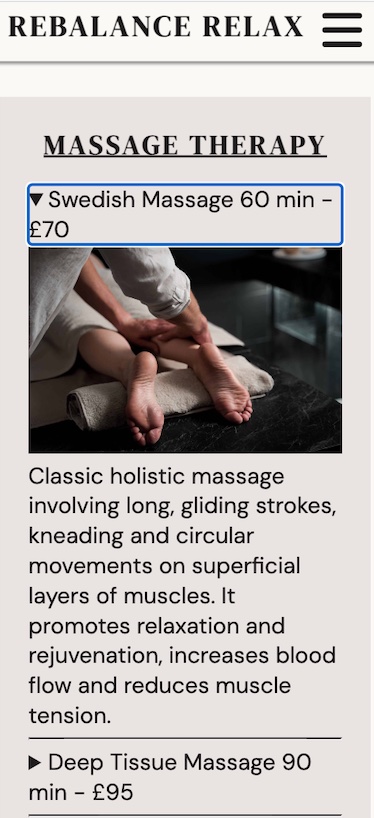 REBALANCE RELAX
MASSAGE THERAPY
Swedish Massage 60 min -
£70
Classic holistic massage
involving long, gliding strokes,
kneading and circular
movements on superficial
layers of muscles. It
promotes relaxation and
rejuvenation, increases blood
flow and reduces muscle
tension.
Deep Tissue Massage 90
min - £95